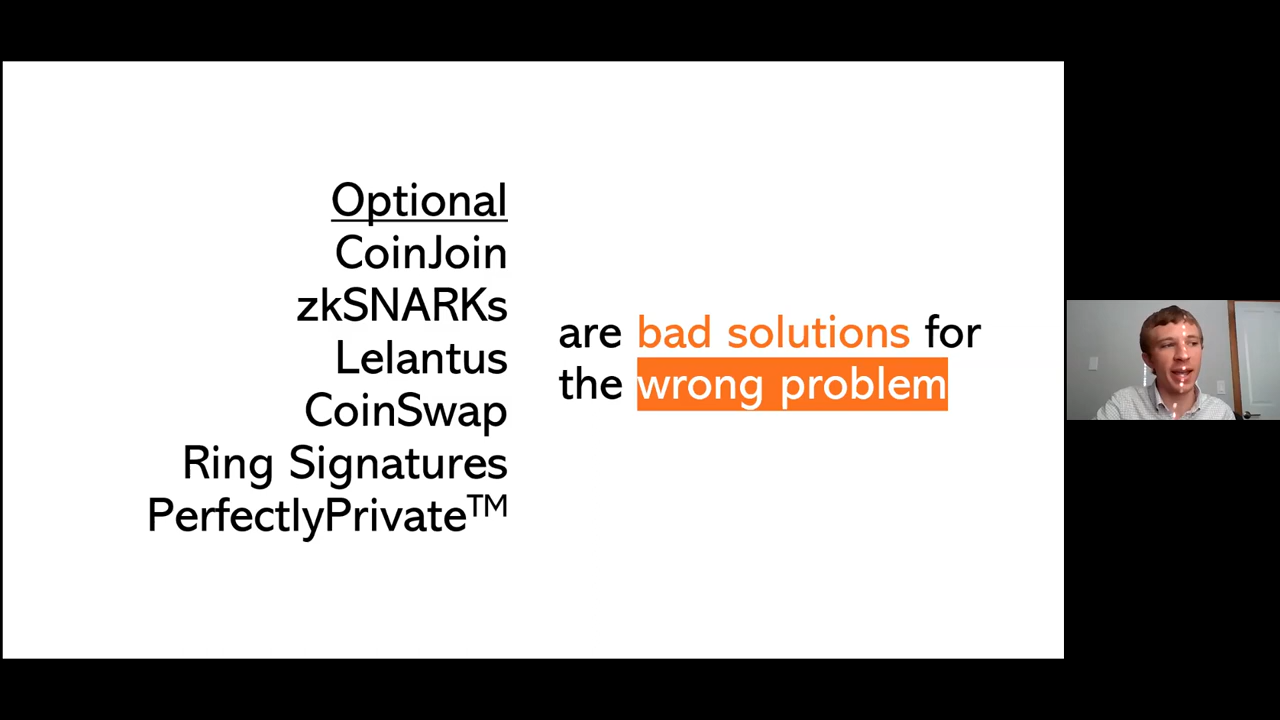 Optional
CoinJoin
zkSNARKs
Lelantus
CoinSwap
Ring Signatures
PerfectlyPrivate™
are bad solutions for
the wrong problem